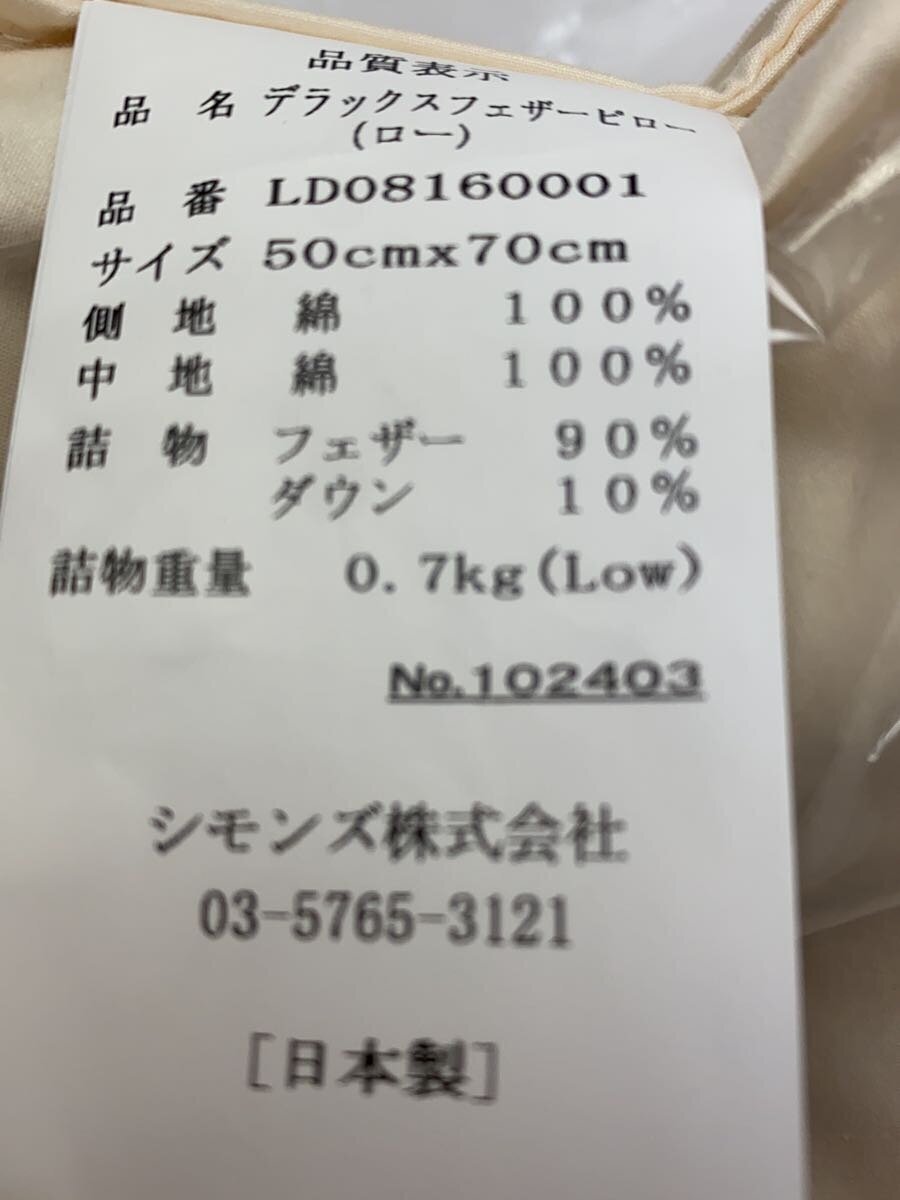 品質表示
品 名 デラックスフェザーピロー
(ロー)
品 番 LD08160001
サイズ 50cmx70cm
側 地 綿 100%
中 地 綿 100%
詰 物 フェザー 90%
ダウン 10%
詰物重量 0.7kg(Low)
No.102403
シモンズ株式会社
03-5765-3121
[日本製]